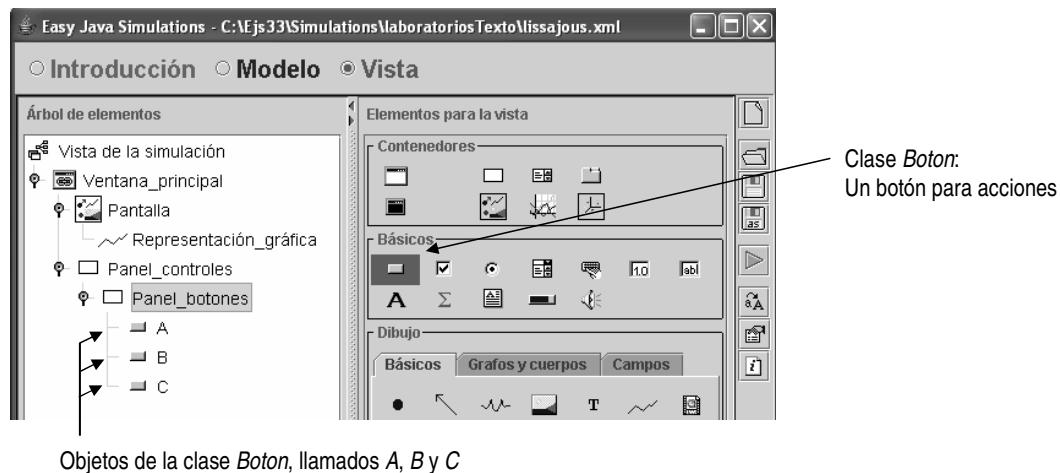 Easy Java Simulations - C:\Ejs33\Simulations\laboratoriosTexto\lissajous.xml
Introducción Modelo Vista
Árbol de elementos
Vista de la simulación
Ventana_principal
Pantalla
Representación_gráfica
Panel_controles
Panel_botones
A
B
C
Elementos para la vista
Contenedores
Básicos
1.0 abI
A Σ
Dibujo
Básicos Grafos y cuerpos Campos
T
as
a A
i
Clase Boton:
Un botón para acciones
Objetos de la clase Boton, llamados A, B y C